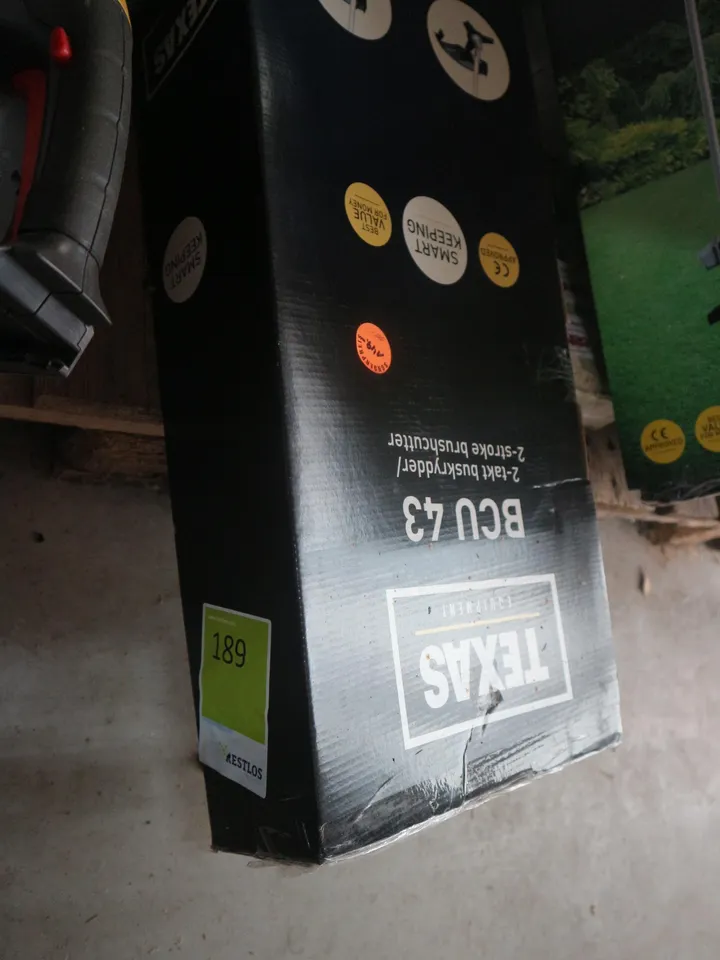 TEXAS
EQUIPMENT
BCU 43
2-takt buskrydder/
2-stroke brushcutter
CE
APPROVED
SMART
KEEPING
BEST
VALUE
FOR MONEY
SMART
KEEPING
TEXAS
189
RESTLOS
CE
APPROVED